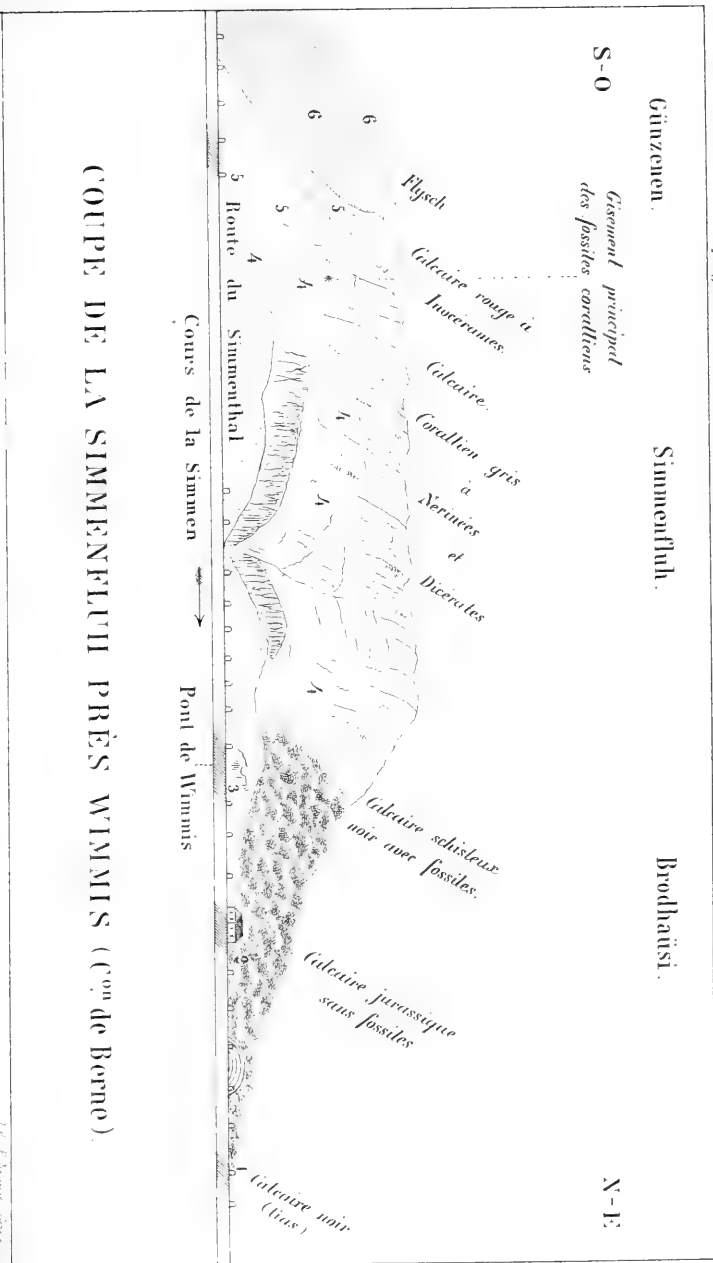 Günzenen.
Simmenfluh.
Brodhaüsi.
S-O
N-E
Gisement principal
des fossiles coralliens
Flysch
Calcaire rouge à
Inocérames.
Calcaire
Corallien gris
à
Nerinées
et
Dicérates
Calcaire schisteux
noir avec fossiles.
Calcaire jurassique
sans fossiles
Calcaire noir
(lias)
6
6
5
5
5
4
4
4
4
4
3
1
Route du Simmenthal
Cours de la Simmen
Pont de Wimmis
COUPE DE LA SIMMENFLUH PRÈS WIMMIS (Con de Berne)